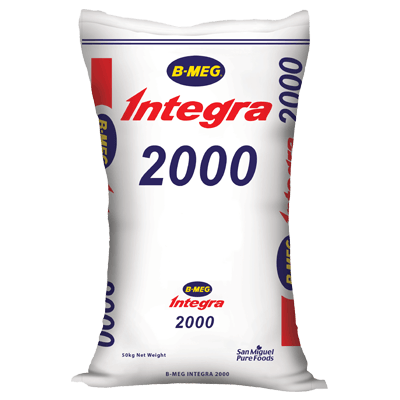 B-MEG
Integra
2000
B-MEG
Integra
2000
50kg Net Weight
San Miguel
Pure Foods
B-MEG INTEGRA 2000
2000
Integra
B-MEG
2000